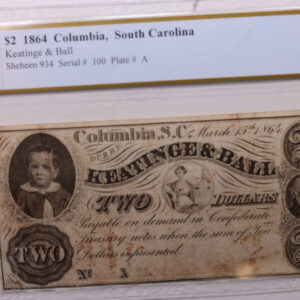 $2 1864 Columbia, South Carolina
Keatinge & Ball
Sheheen 934 Serial # 100 Plate # A
Columbia, S.C. March 15th 1864
DERBY
KEATINGE & BALL
TWO DOLLARS
Payable on demand in Confederate
Treasury notes when the sum of Ten
Dollars is presented.
TWO
No A